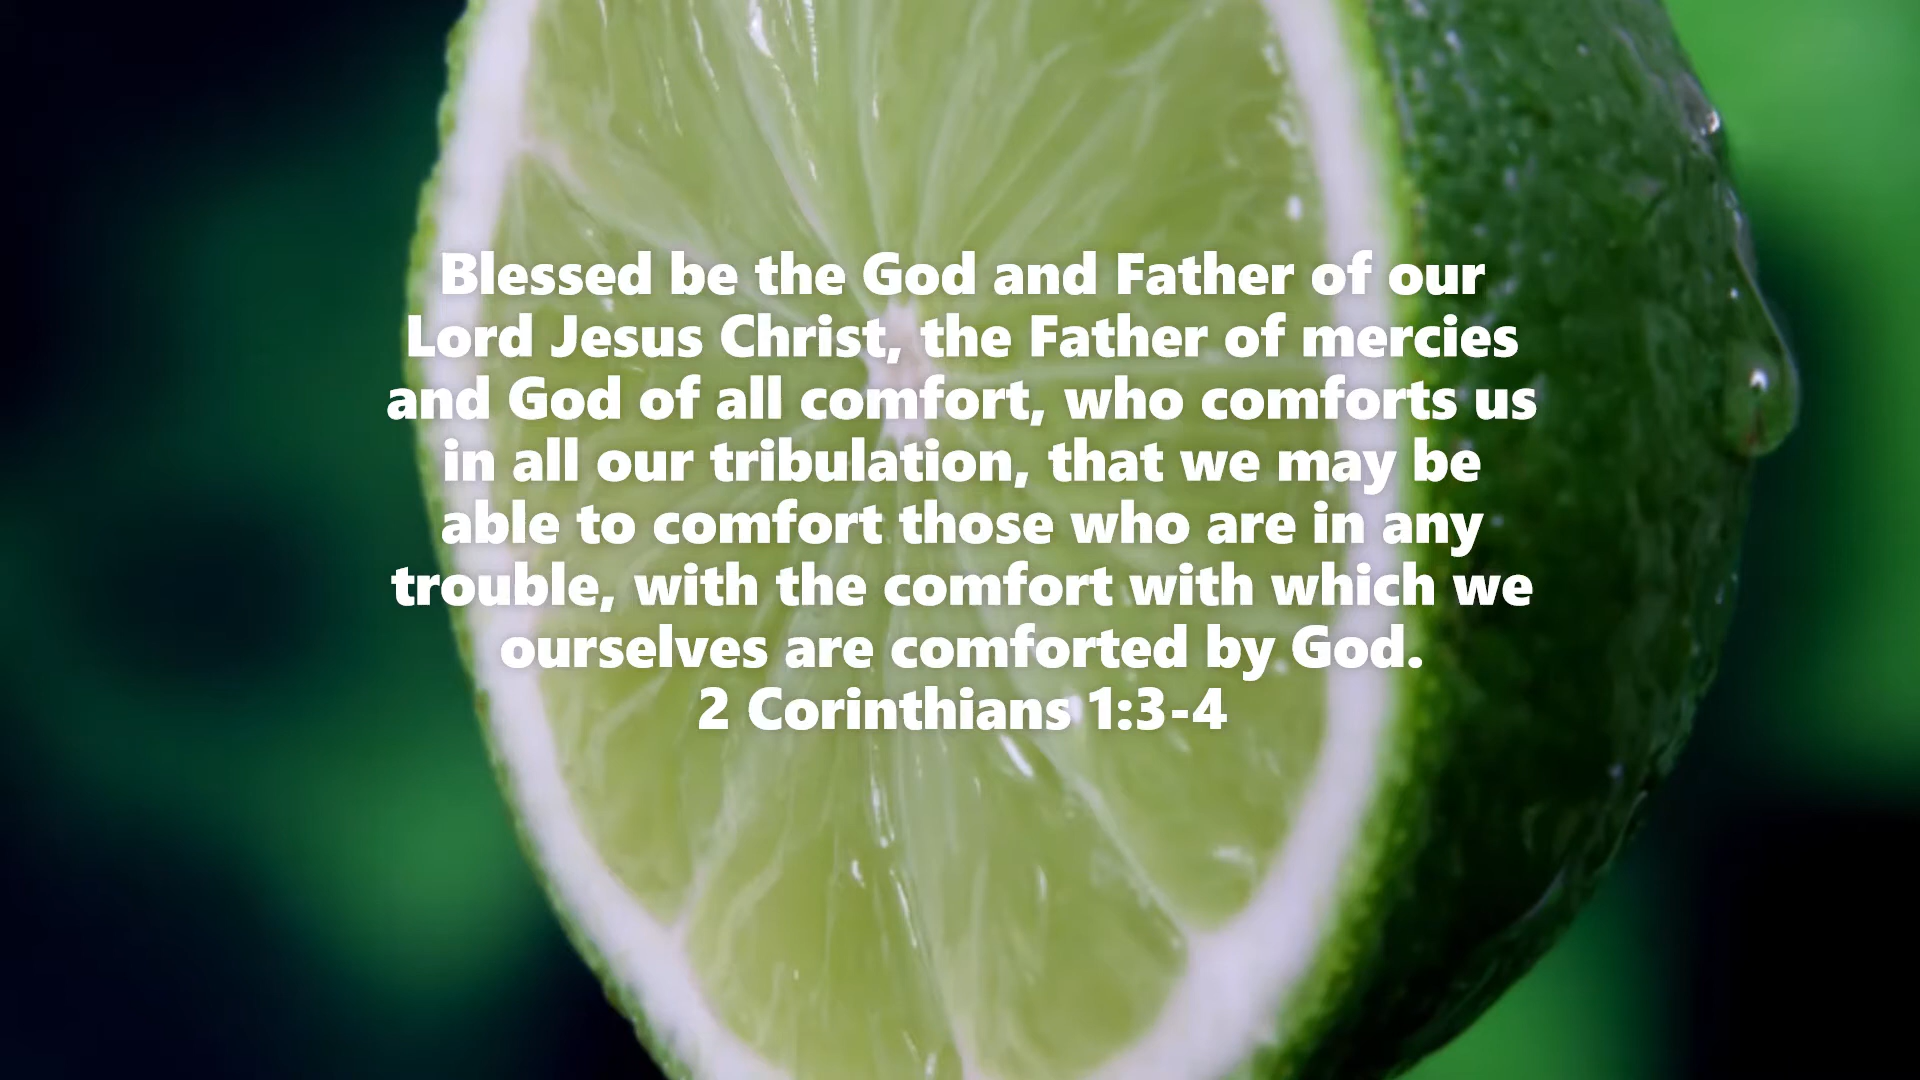 Blessed be the God and Father of our
Lord Jesus Christ, the Father of mercies
and God of all comfort, who comforts us
in all our tribulation, that we may be
able to comfort those who are in any
trouble, with the comfort with which we
ourselves are comforted by God.
2 Corinthians 1:3-4